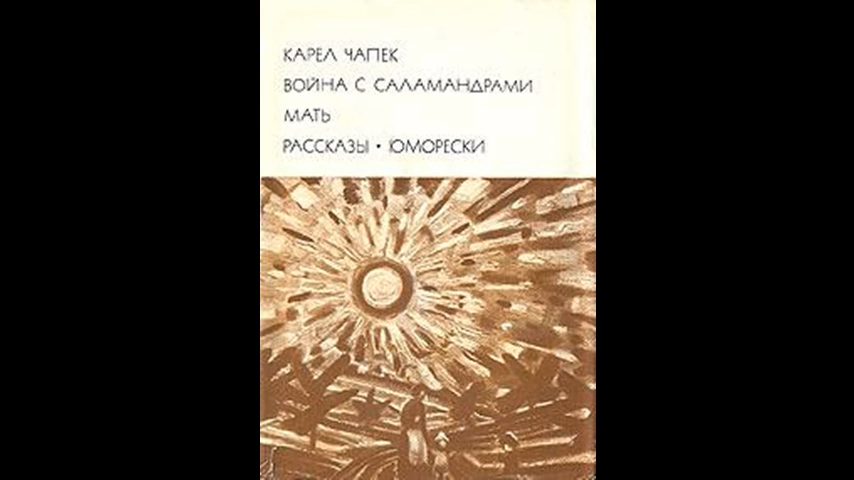 КАРЕЛ ЧАПЕК
ВОЙНА С САЛАМАНДРАМИ
МАТЬ
РАССКАЗЫ • ЮМОРЕСКИ